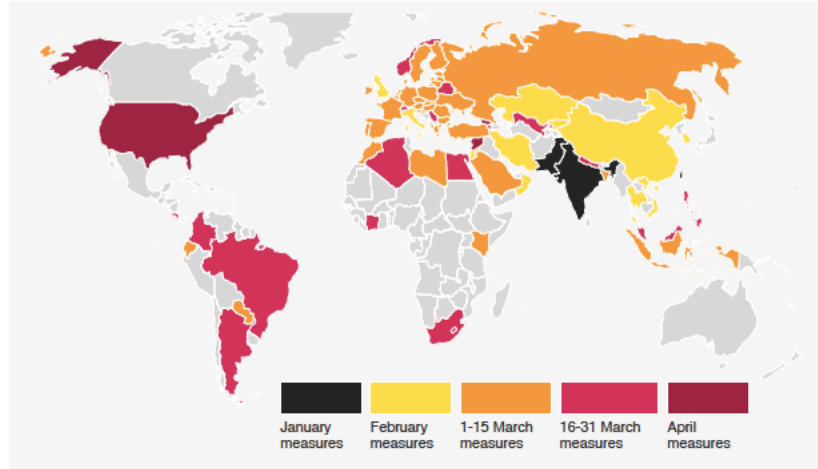 January
measures
February
measures
1-15 March
measures
16-31 March
measures
April
measures